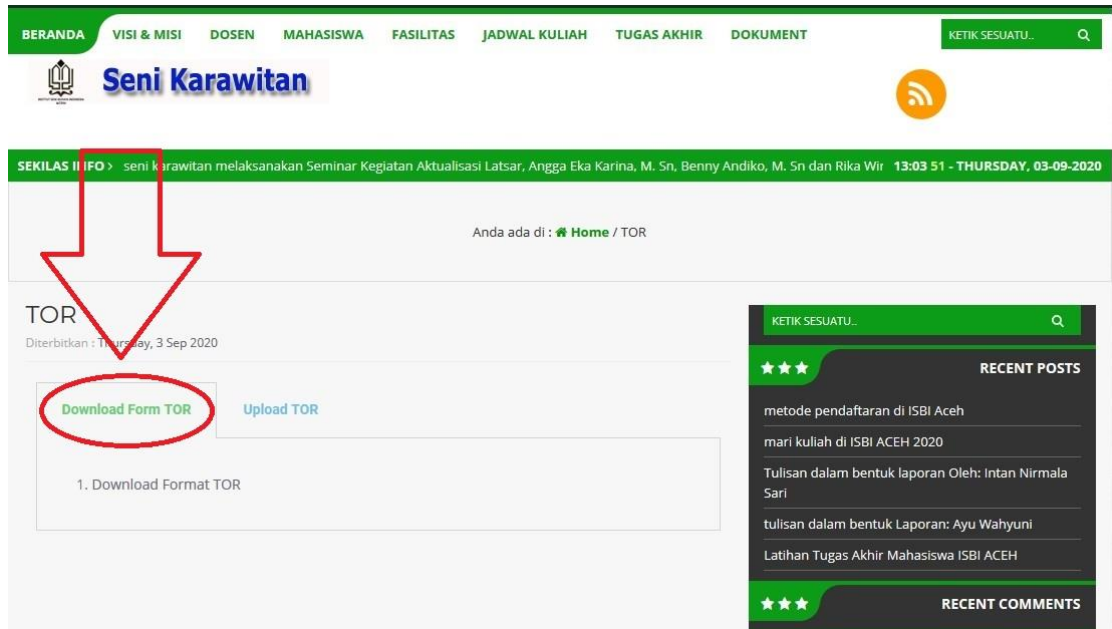 BERANDA VISI & MISI DOSEN MAHASISWA FASILITAS JADWAL KULIAH TUGAS AKHIR DOKUMENT KETIK SESUATU..
Seni Karawitan
SEKILAS INFO > seni karawitan melaksanakan Seminar Kegiatan Aktualisasi Latsar, Angga Eka Karina, M. Sn, Benny Andiko, M. Sn dan Rika Wir 13:03 51 - THURSDAY, 03-09-2020
Anda ada di : Home / TOR
TOR
Diterbitkan : Thursday, 3 Sep 2020
Download Form TOR Upload TOR
1. Download Format TOR
KETIK SESUATU..
RECENT POSTS
metode pendaftaran di ISBI Aceh
mari kuliah di ISBI ACEH 2020
Tulisan dalam bentuk laporan Oleh: Intan Nirmala
Sari
tulisan dalam bentuk Laporan: Ayu Wahyuni
Latihan Tugas Akhir Mahasiswa ISBI ACEH
RECENT COMMENTS